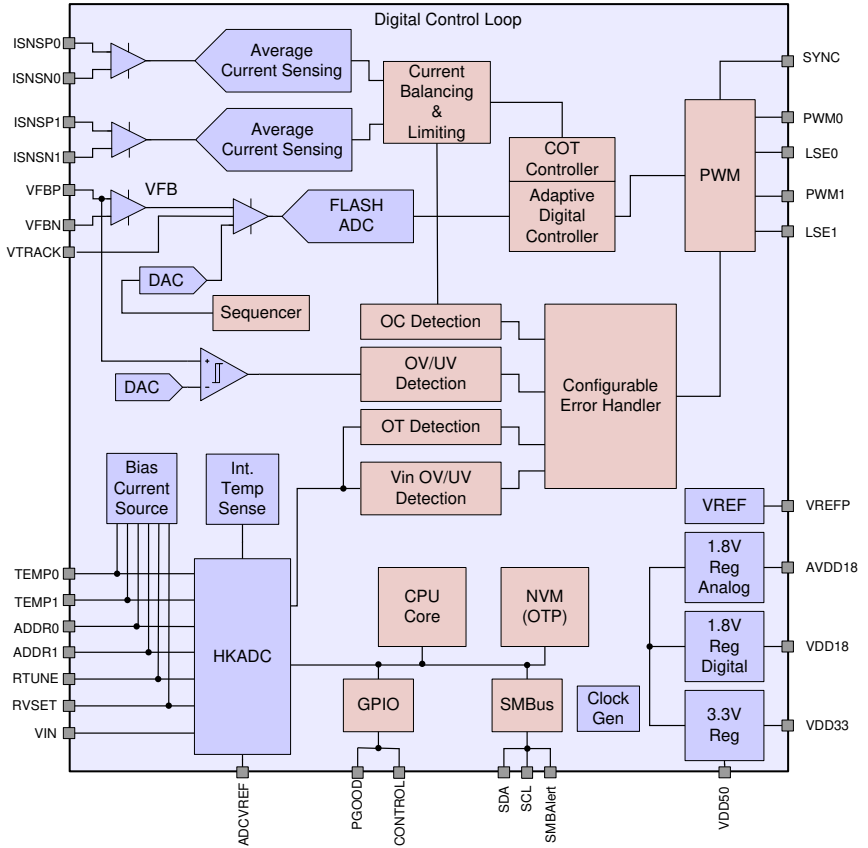 Digital Control Loop
ISNSP0
ISNSN0
Average
Current Sensing
ISNSP1
ISNSN1
Average
Current Sensing
Current
Balancing
&
Limiting
SYNC
PWM0
LSE0
PWM1
LSE1
PWM
COT
Controller
Adaptive
Digital
Controller
VFBP
VFBN
VTRACK
VFB
FLASH
ADC
DAC
Sequencer
OC Detection
OV/UV
Detection
OT Detection
Vin OV/UV
Detection
Configurable
Error Handler
DAC
+
-
Bias
Current
Source
Int.
Temp
Sense
VREF
VREFP
1.8V
Reg
Analog
AVDD18
1.8V
Reg
Digital
VDD18
3.3V
Reg
VDD33
TEMP0
TEMP1
ADDR0
ADDR1
RTUNE
RVSET
VIN
HKADC
CPU
Core
NVM
(OTP)
GPIO
SMBus
Clock
Gen
ADCVREF
PGOOD
CONTROL
SDA
SCL
SMBAlert
VDD50